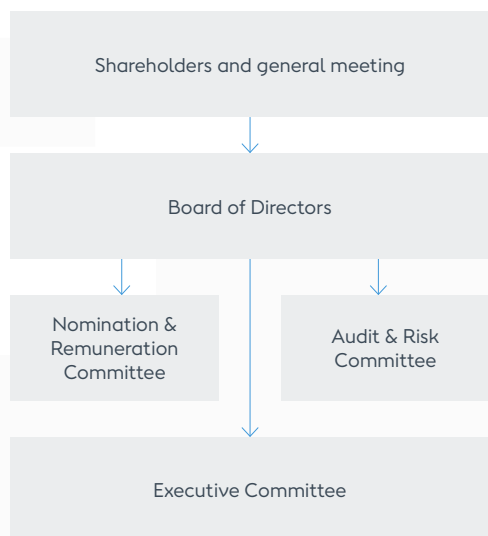 Shareholders and general meeting
Board of Directors
Nomination &
Remuneration
Committee
Audit & Risk
Committee
Executive Committee